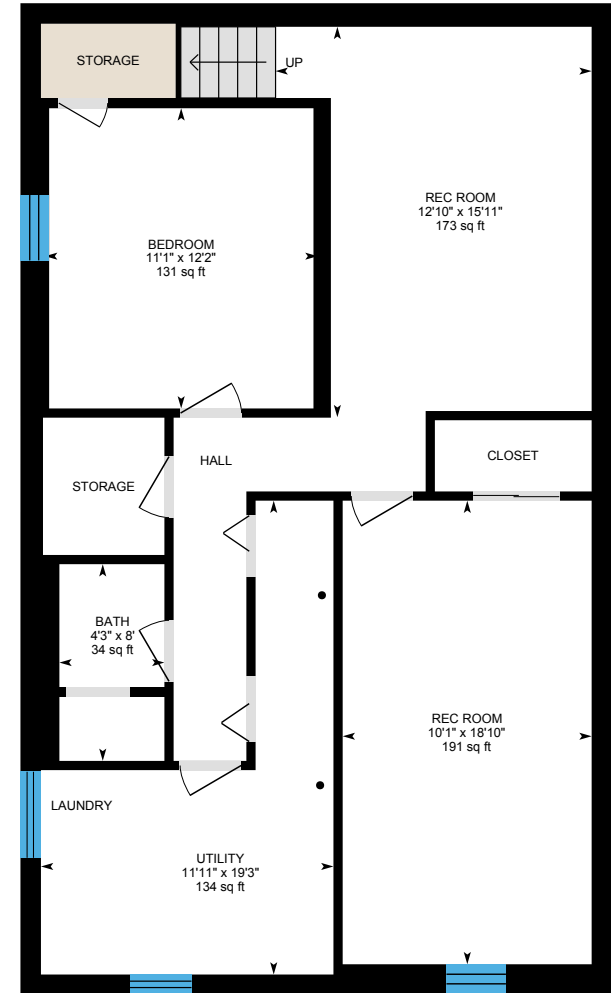 STORAGE
UP
REC ROOM
12'10" x 15'11"
173 sq ft
BEDROOM
11'1" x 12'2"
131 sq ft
HALL
CLOSET
STORAGE
BATH
4'3" x 8'
34 sq ft
REC ROOM
10'1" x 18'10"
191 sq ft
LAUNDRY
UTILITY
11'11" x 19'3"
134 sq ft